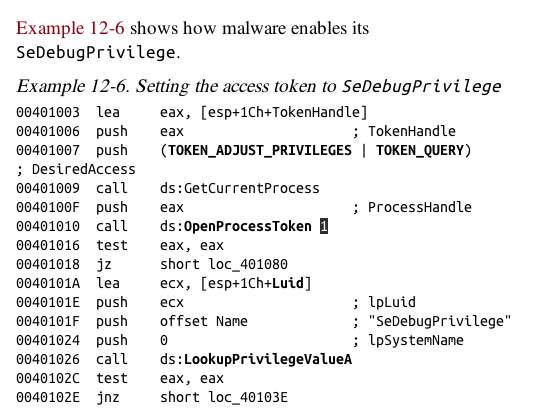 Example 12-6 shows how malware enables its
SeDebugPrivilege.
Example 12-6. Setting the access token to SeDebugPrivilege
00401003  lea     eax, [esp+1Ch+TokenHandle]
00401006  push    eax                     ; TokenHandle
00401007  push    (TOKEN_ADJUST_PRIVILEGES | TOKEN_QUERY)
; DesiredAccess
00401009  call    ds:GetCurrentProcess
0040100F  push    eax                     ; ProcessHandle
00401010  call    ds:OpenProcessToken 1
00401016  test    eax, eax
00401018  jz      short loc_401080
0040101A  lea     ecx, [esp+1Ch+Luid]
0040101E  push    ecx                     ; lpLuid
0040101F  push    offset Name             ; "SeDebugPrivilege"
00401024  push    0                       ; lpSystemName
00401026  call    ds:LookupPrivilegeValueA
0040102C  test    eax, eax
0040102E  jnz     short loc_40103E